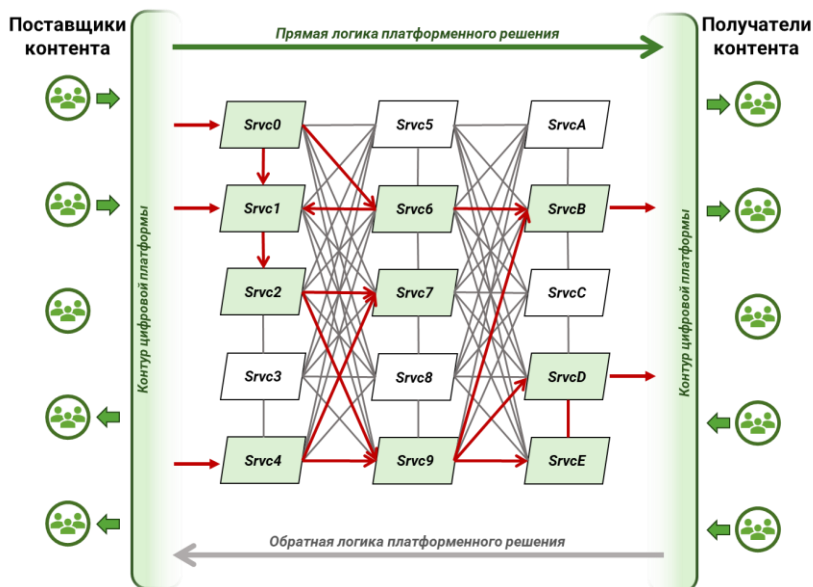 Поставщики
контента
Прямая логика платформенного решения
Получатели
контента
Контур цифровой платформы
Srvc0
Srvc5
SrvcA
Srvc1
Srvc6
SrvcB
Srvc2
Srvc7
SrvcC
Srvc3
Srvc8
SrvcD
Srvc4
Srvc9
SrvcE
Контур цифровой платформы
Обратная логика платформенного решения